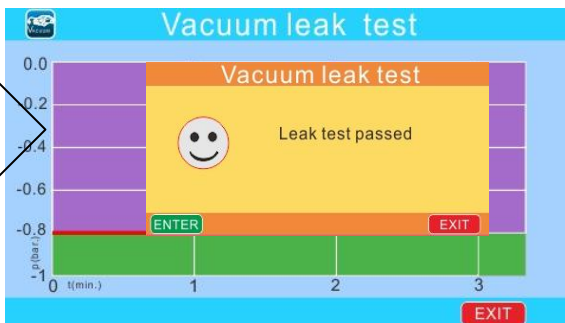 Vacuum
Vacuum leak test
0.0
-0.2
-0.4
-0.6
-0.8
-1
p(bar.)
Vacuum leak test
Leak test passed
ENTER
EXIT
0 t(min.) 1 2 3
EXIT